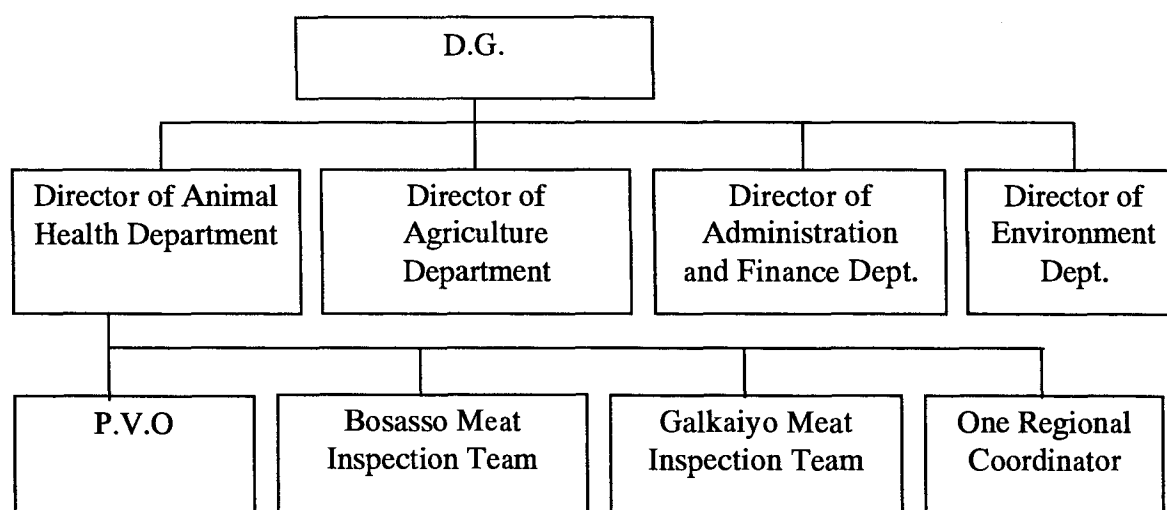 D.G.
Director of Animal
Health Department
Director of
Agriculture
Department
Director of
Administration
and Finance Dept.
Director of
Environment
Dept.
P.V.O
Bosasso Meat
Inspection Team
Galkaiyo Meat
Inspection Team
One Regional
Coordinator